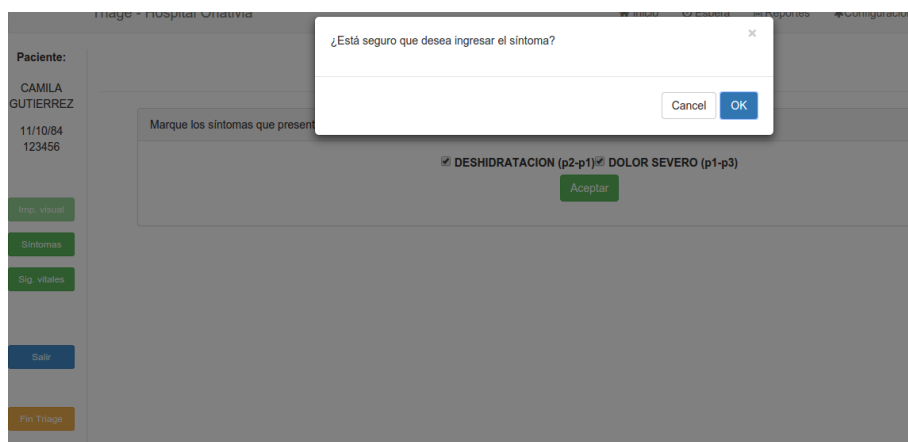 Triage - Hospital Oñativia
Inicio
Espera
Reportes
Configuracion
¿Está seguro que desea ingresar el síntoma?
×
Cancel
OK
Paciente:
CAMILA
GUTIERREZ
11/10/84
123456
Imp. visual
Síntomas
Sig. vitales
Salir
Fin Triage
Marque los síntomas que present
DESHIDRATACION (p2-p1) DOLOR SEVERO (p1-p3)
Aceptar